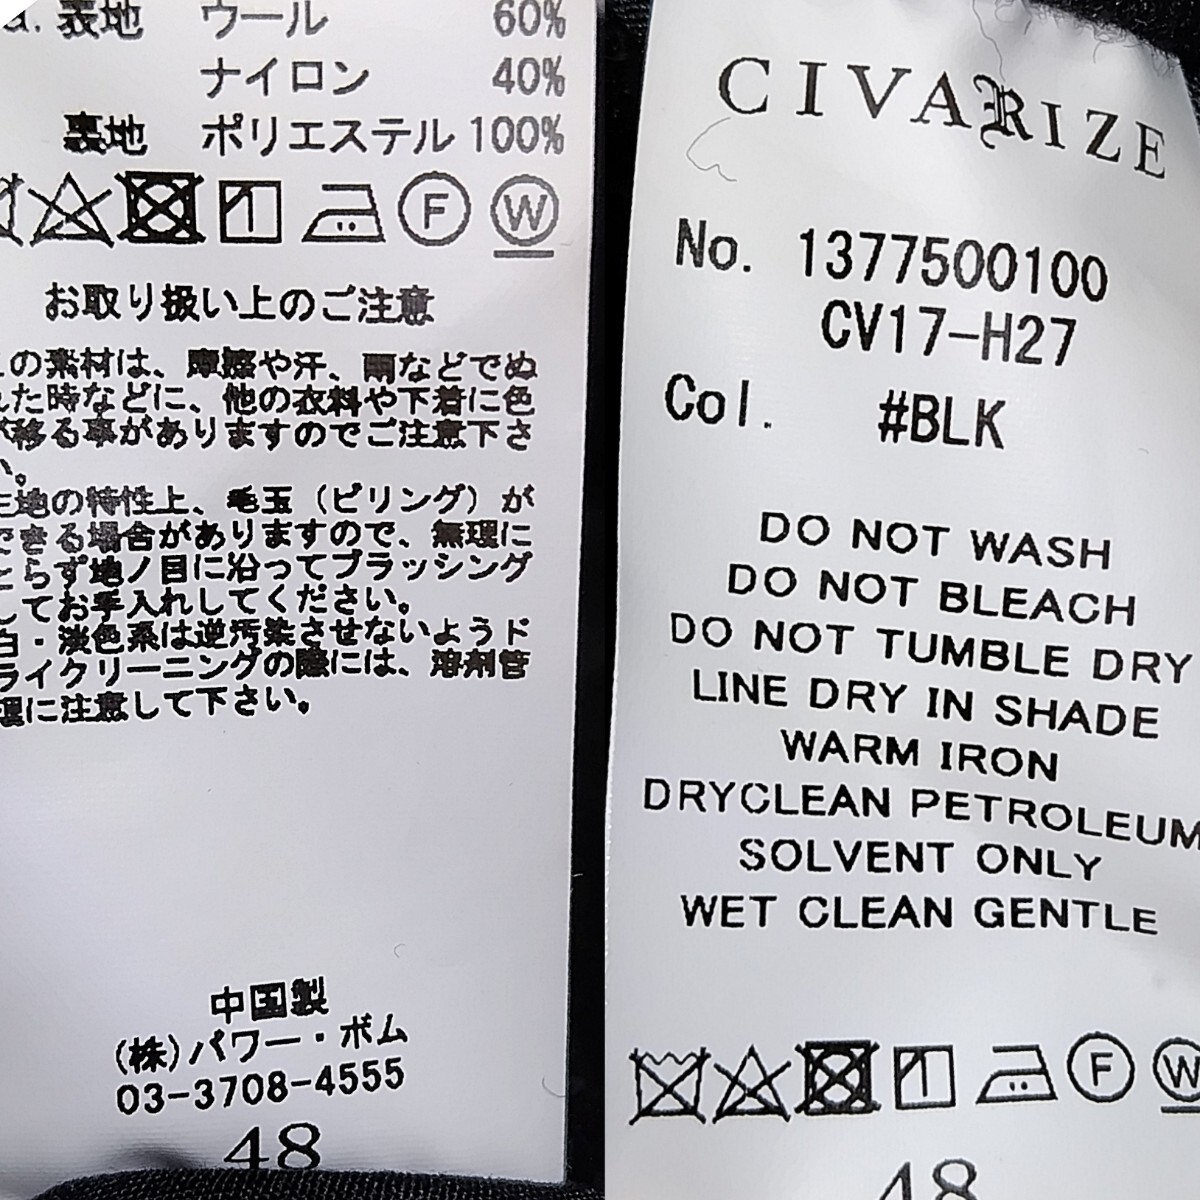 表地 ウール 60%
ナイロン 40%
裏地 ポリエステル 100%
F W
お取り扱い上のご注意
の素材は、摩擦や汗、雨などでぬ
れた時などに、他の衣料や下着に色
が移る事がありますのでご注意下さ
い。
生地の特性上、毛玉（ピリング）が
できる場合がありますので、無理に
とらず地ノ目に沿ってブラッシング
してお手入れしてください。
白・淡色系は逆汚染させないようド
ライクリーニングの際には、溶剤管
理に注意して下さい。
中国製
(株)パワー・ボム
03-3708-4555
48
CIVARIZE
No. 1377500100
CV17-H27
Col. #BLK
DO NOT WASH
DO NOT BLEACH
DO NOT TUMBLE DRY
LINE DRY IN SHADE
WARM IRON
DRYCLEAN PETROLEUM
SOLVENT ONLY
WET CLEAN GENTLE
F W
48